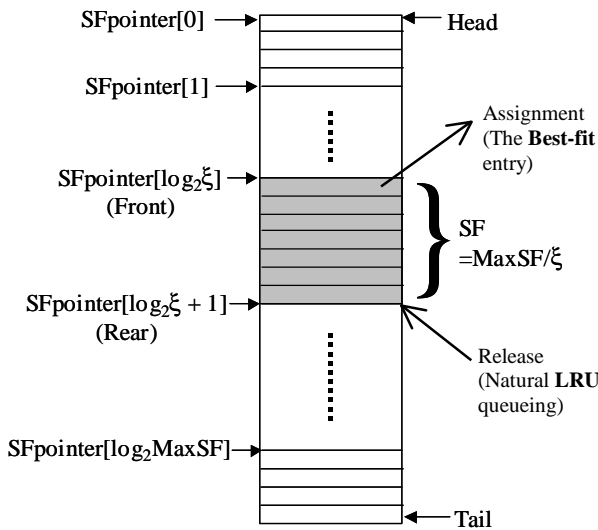 SFpointer[0]
Head
SFpointer[1]
Assignment
(The Best-fit
entry)
SFpointer[log₂ξ]
(Front)
SF
=MaxSF/ξ
SFpointer[log₂ξ + 1]
(Rear)
Release
(Natural LRU
queueing)
SFpointer[log₂MaxSF]
Tail